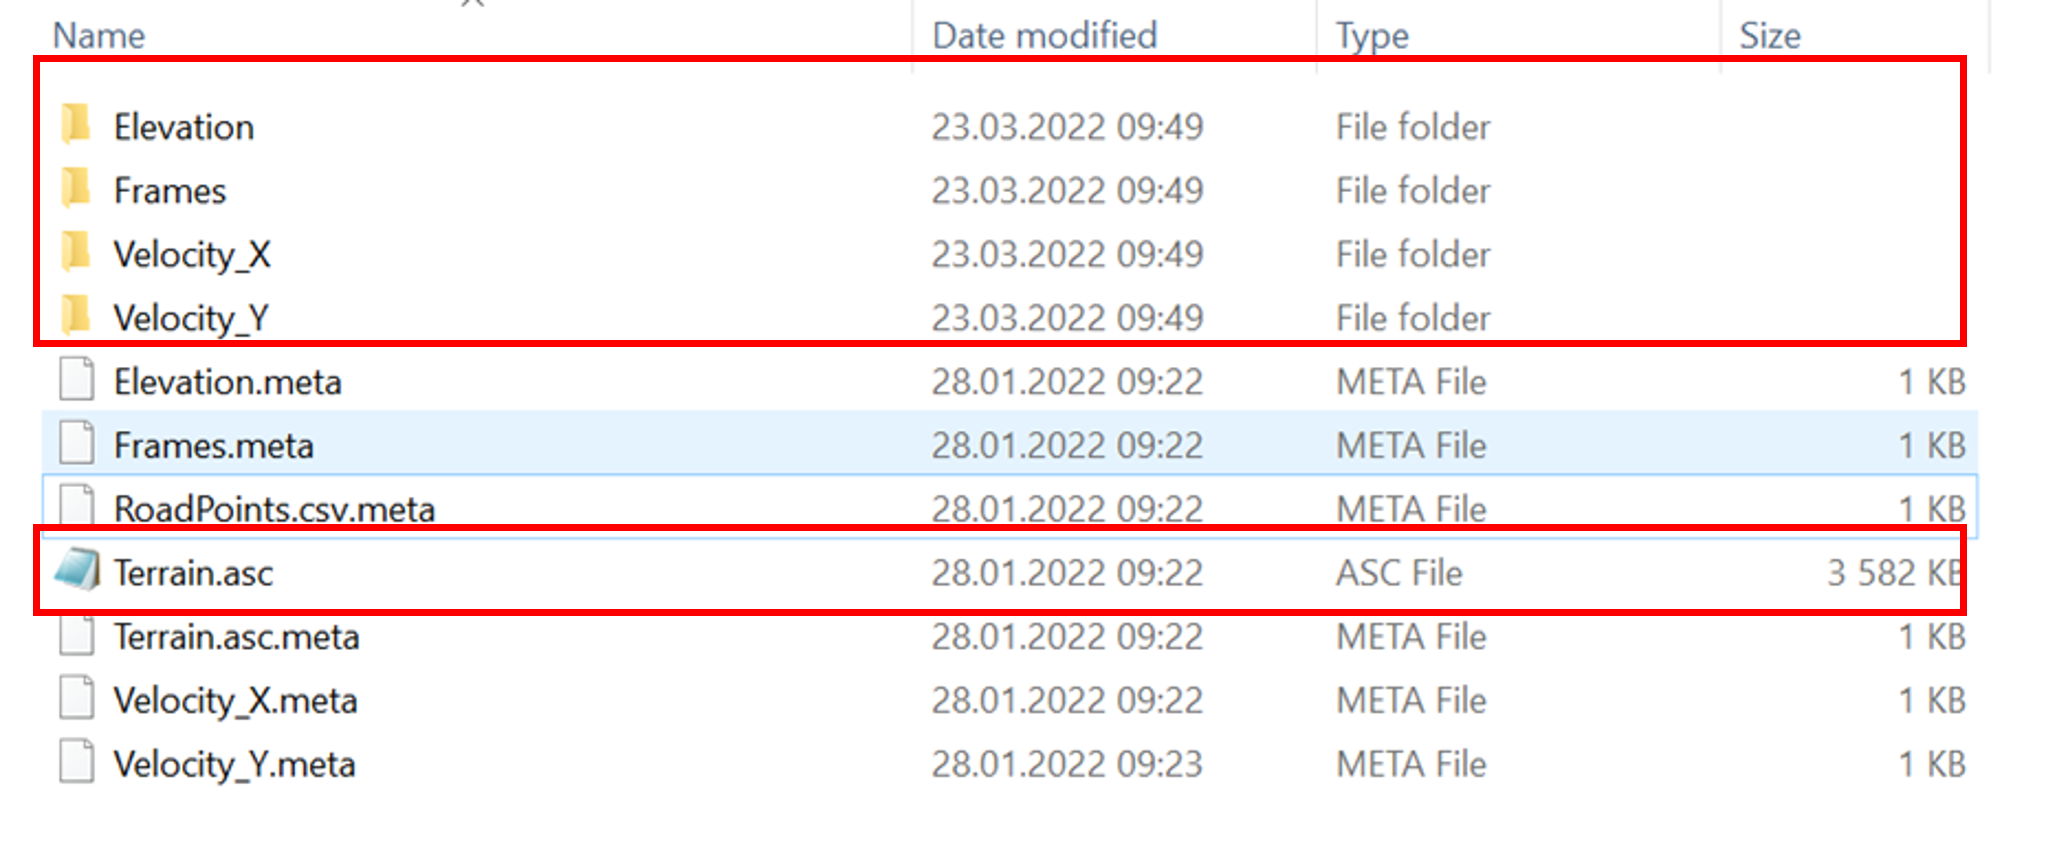 Name Date modified Type Size
Elevation 23.03.2022 09:49 File folder
Frames 23.03.2022 09:49 File folder
Velocity_X 23.03.2022 09:49 File folder
Velocity_Y 23.03.2022 09:49 File folder
Elevation.meta 28.01.2022 09:22 META File 1 KB
Frames.meta 28.01.2022 09:22 META File 1 KB
RoadPoints.csv.meta 28.01.2022 09:22 META File 1 KB
Terrain.asc 28.01.2022 09:22 ASC File 3 582 KB
Terrain.asc.meta 28.01.2022 09:22 META File 1 KB
Velocity_X.meta 28.01.2022 09:22 META File 1 KB
Velocity_Y.meta 28.01.2022 09:23 META File 1 KB